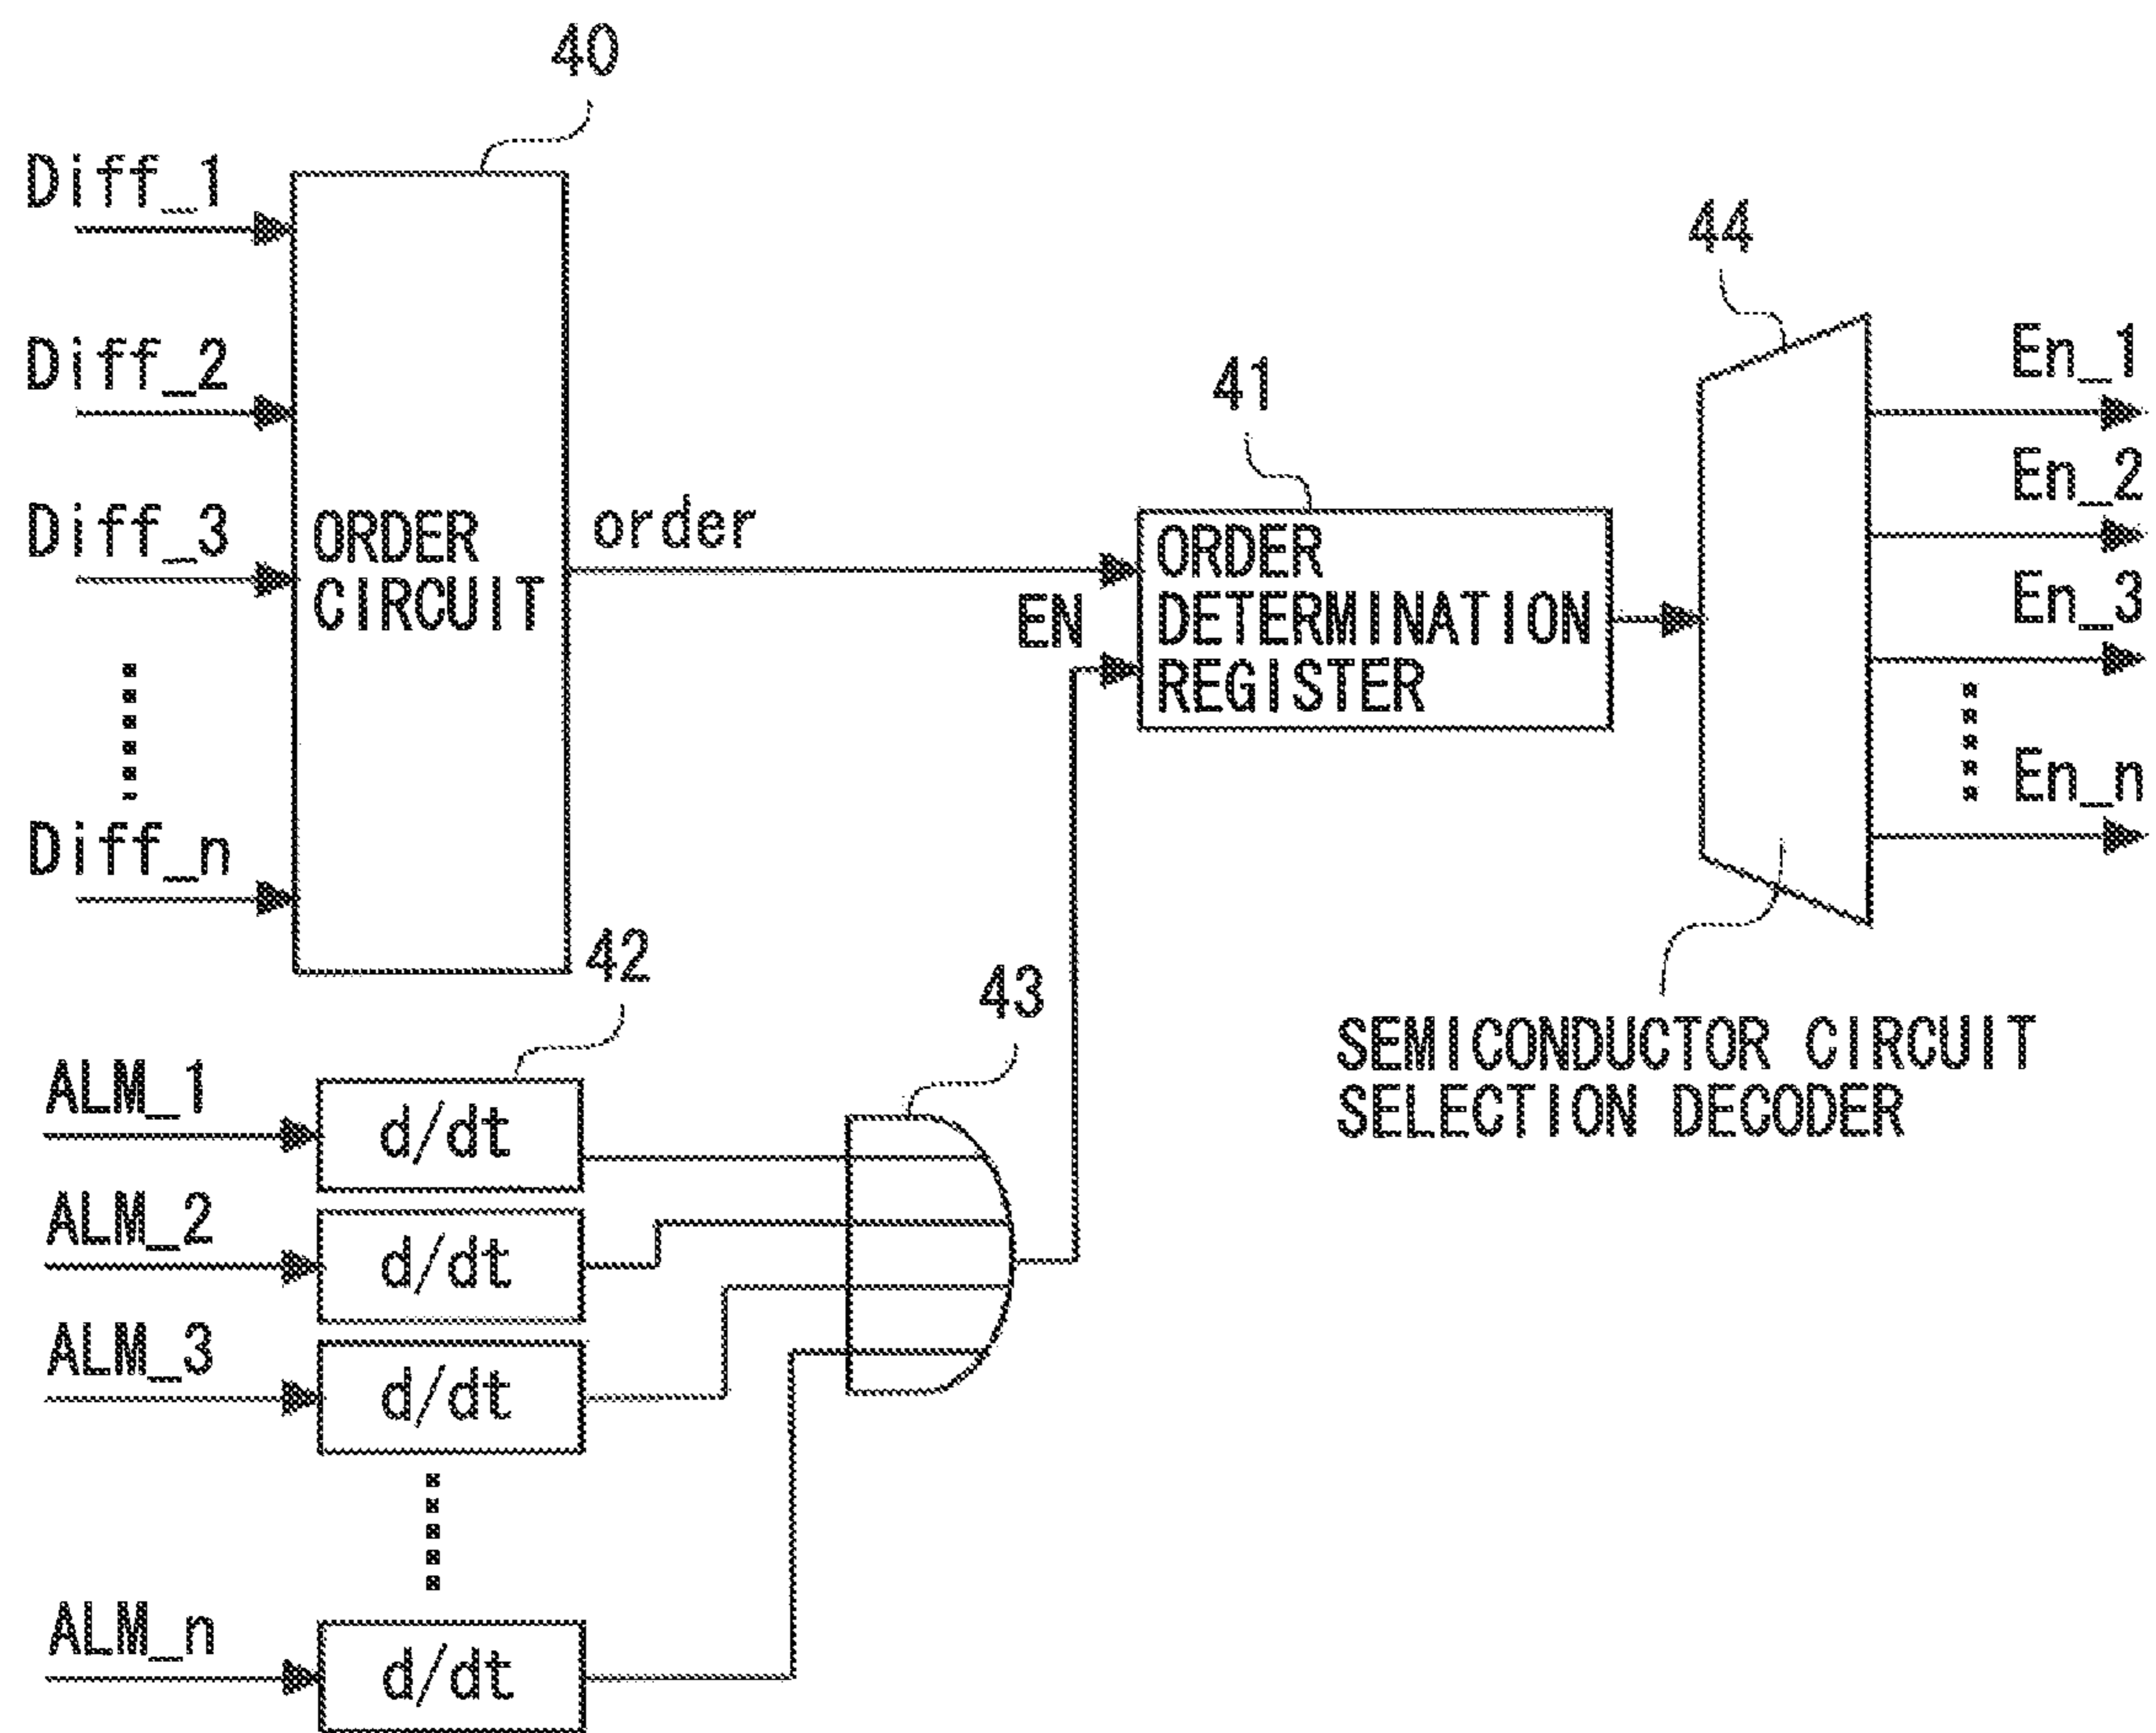 40
Diff_1
Diff_2
Diff_3
Diff_n
ORDER
CIRCUIT
order
EN
41
ORDER
DETERMINATION
REGISTER
44
En_1
En_2
En_3
En_n
SEMICONDUCTOR CIRCUIT
SELECTION DECODER
42
43
ALM_1
d/dt
ALM_2
d/dt
ALM_3
d/dt
ALM_n
d/dt